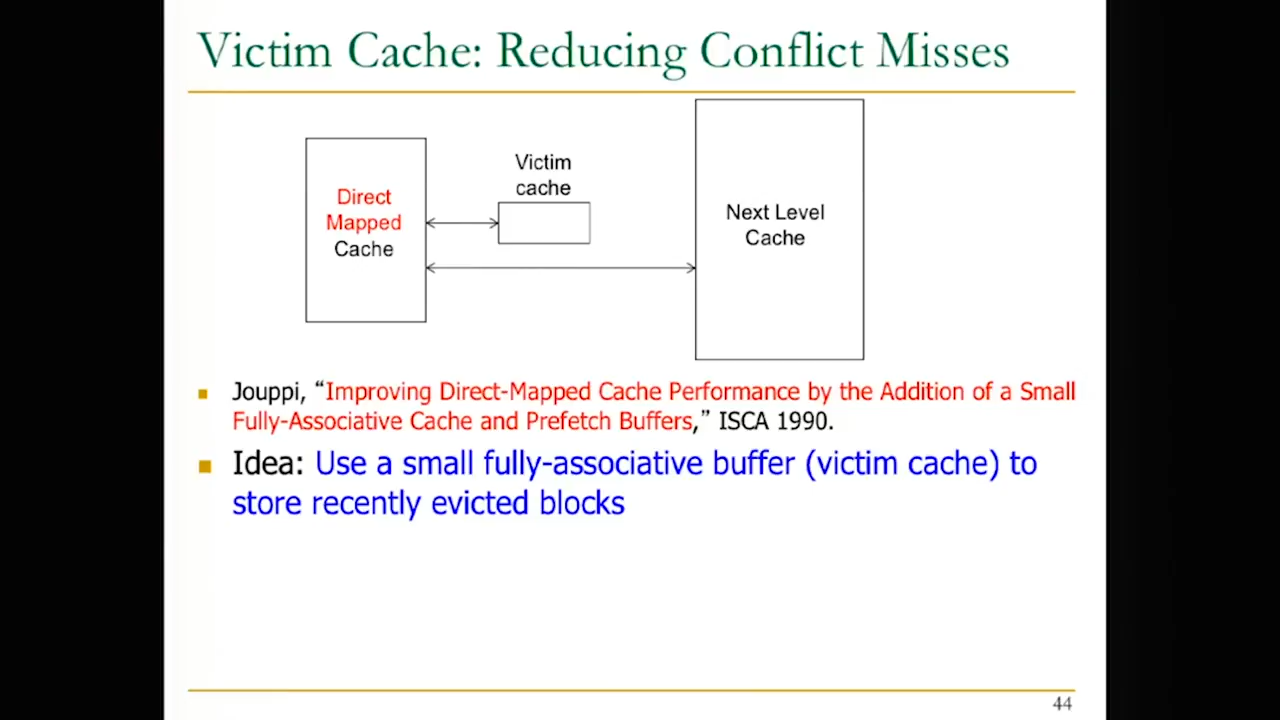 Victim Cache: Reducing Conflict Misses
Direct
Mapped
Cache
Victim
cache
Next Level
Cache
Jouppi, “Improving Direct-Mapped Cache Performance by the Addition of a Small
Fully-Associative Cache and Prefetch Buffers,” ISCA 1990.
Idea: Use a small fully-associative buffer (victim cache) to
store recently evicted blocks
44